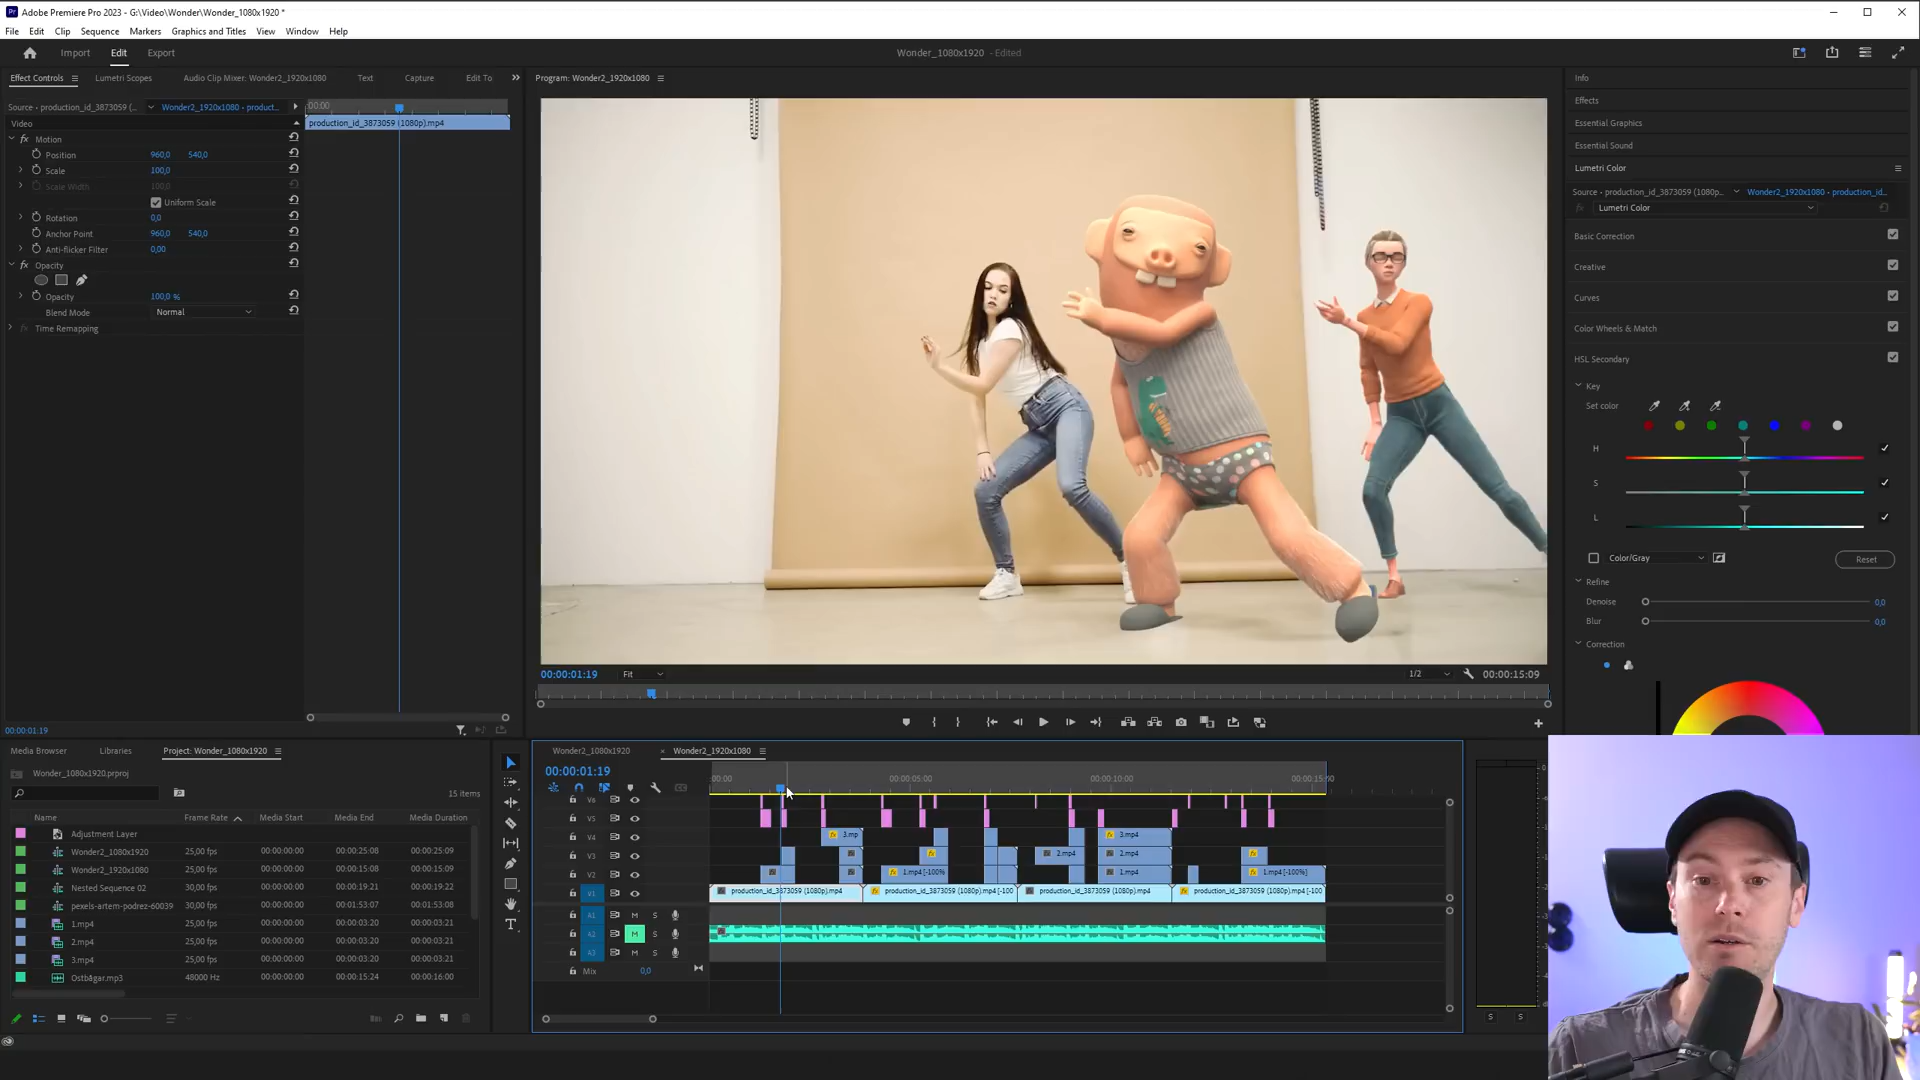 Adobe Premiere Pro 2023 - G:\Video\Wonder\Wonder_1080x1920 *
File Edit Clip Sequence Markers Graphics and Titles View Window Help
Import Edit Export
Wonder_1080x1920 - Edited
Effect Controls Lumetri Scopes Audio Clip Mixer: Wonder2_1920x1080 Text Capture Edit To
Program: Wonder2_1920x1080
Source • production_id_3873059 (... Wonder2_1920x1080 • product...
00:00
Video
production_id_3873059 (1080p).mp4
fx Motion
Position 960,0 540,0
Scale 100,0
Scale Width 100,0
Uniform Scale
Rotation 0,0
Anchor Point 960,0 540,0
Anti-flicker Filter 0,00
fx Opacity
Opacity 100,0 %
Blend Mode Normal
Time Remapping
00:00:01:19
00:00:01:19 Fit 1/2 00:00:15:09
Info
Effects
Essential Graphics
Essential Sound
Lumetri Color
Source • production_id_3873059 (1080p... Wonder2_1920x1080 • production_id...
fx Lumetri Color
Basic Correction
Creative
Curves
Color Wheels & Match
HSL Secondary
Key
Set color
H
S
L
Color/Gray Reset
Refine
Denoise 0,0
Blur 0,0
Correction
Media Browser Libraries Project: Wonder_1080x1920
Wonder_1080x1920.prproj
15 items
Name Frame Rate Media Start Media End Media Duration
Adjustment Layer
Wonder2_1080x1920 25,00 fps 00:00:00:00 00:00:25:08 00:00:25:09
Wonder2_1920x1080 25,00 fps 00:00:00:00 00:00:15:08 00:00:15:09
Nested Sequence 02 30,00 fps 00:00:00:00 00:00:19:21 00:00:19:22
pexels-artem-podrez-60039 30,00 fps 00:00:00:00 00:01:53:07 00:01:53:08
1.mp4 25,00 fps 00:00:00:00 00:00:03:20 00:00:03:21
2.mp4 25,00 fps 00:00:00:00 00:00:03:20 00:00:03:21
3.mp4 25,00 fps 00:00:00:00 00:00:03:20 00:00:03:21
Ostbågar.mp3 48000 Hz 00:00:00:00 00:00:15:24 00:00:16:00
Wonder2_1080x1920 × Wonder2_1920x1080
00:00:01:19
:00:00 00:00:05:00 00:00:10:00 00:00:15:00
V6
V5
V4 3.mp 3.mp4
V3 2.mp4 2.mp4
V2 1.mp4 [-100% 1.mp4 1.mp4 [-100%]
V1 production_id_3873059 (1080p).mp4 production_id_3873059 (1080p).mp4 [-100 production_id_3873059 (1080p).mp4 production_id_3873059 (1080p).mp4 [-100
A1 M S
A2 M S
A3 M S
Mix 0,0
S S